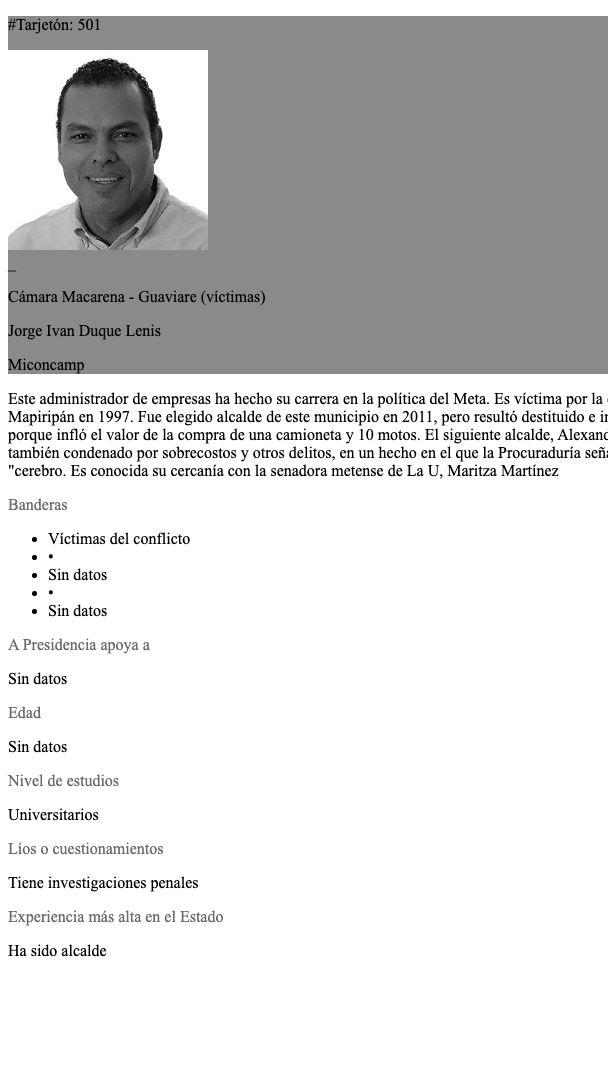 #Tarjetón: 501
_
Cámara Macarena - Guaviare (víctimas)
Jorge Ivan Duque Lenis
Miconcamp
Este administrador de empresas ha hecho su carrera en la política del Meta. Es víctima por la
Mapiripán en 1997. Fue elegido alcalde de este municipio en 2011, pero resultó destituido e
porque infló el valor de la compra de una camioneta y 10 motos. El siguiente alcalde,
también condenado por sobrecostos y otros delitos, en un hecho en el que la Procuraduría
"cerebro. Es conocida su cercanía con la senadora metense de La U, Maritza Martínez
Banderas
• Víctimas del conflicto
• •
• Sin datos
• •
• Sin datos
A Presidencia apoya a
Sin datos
Edad
Sin datos
Nivel de estudios
Universitarios
Líos o cuestionamientos
Tiene investigaciones penales
Experiencia más alta en el Estado
Ha sido alcalde